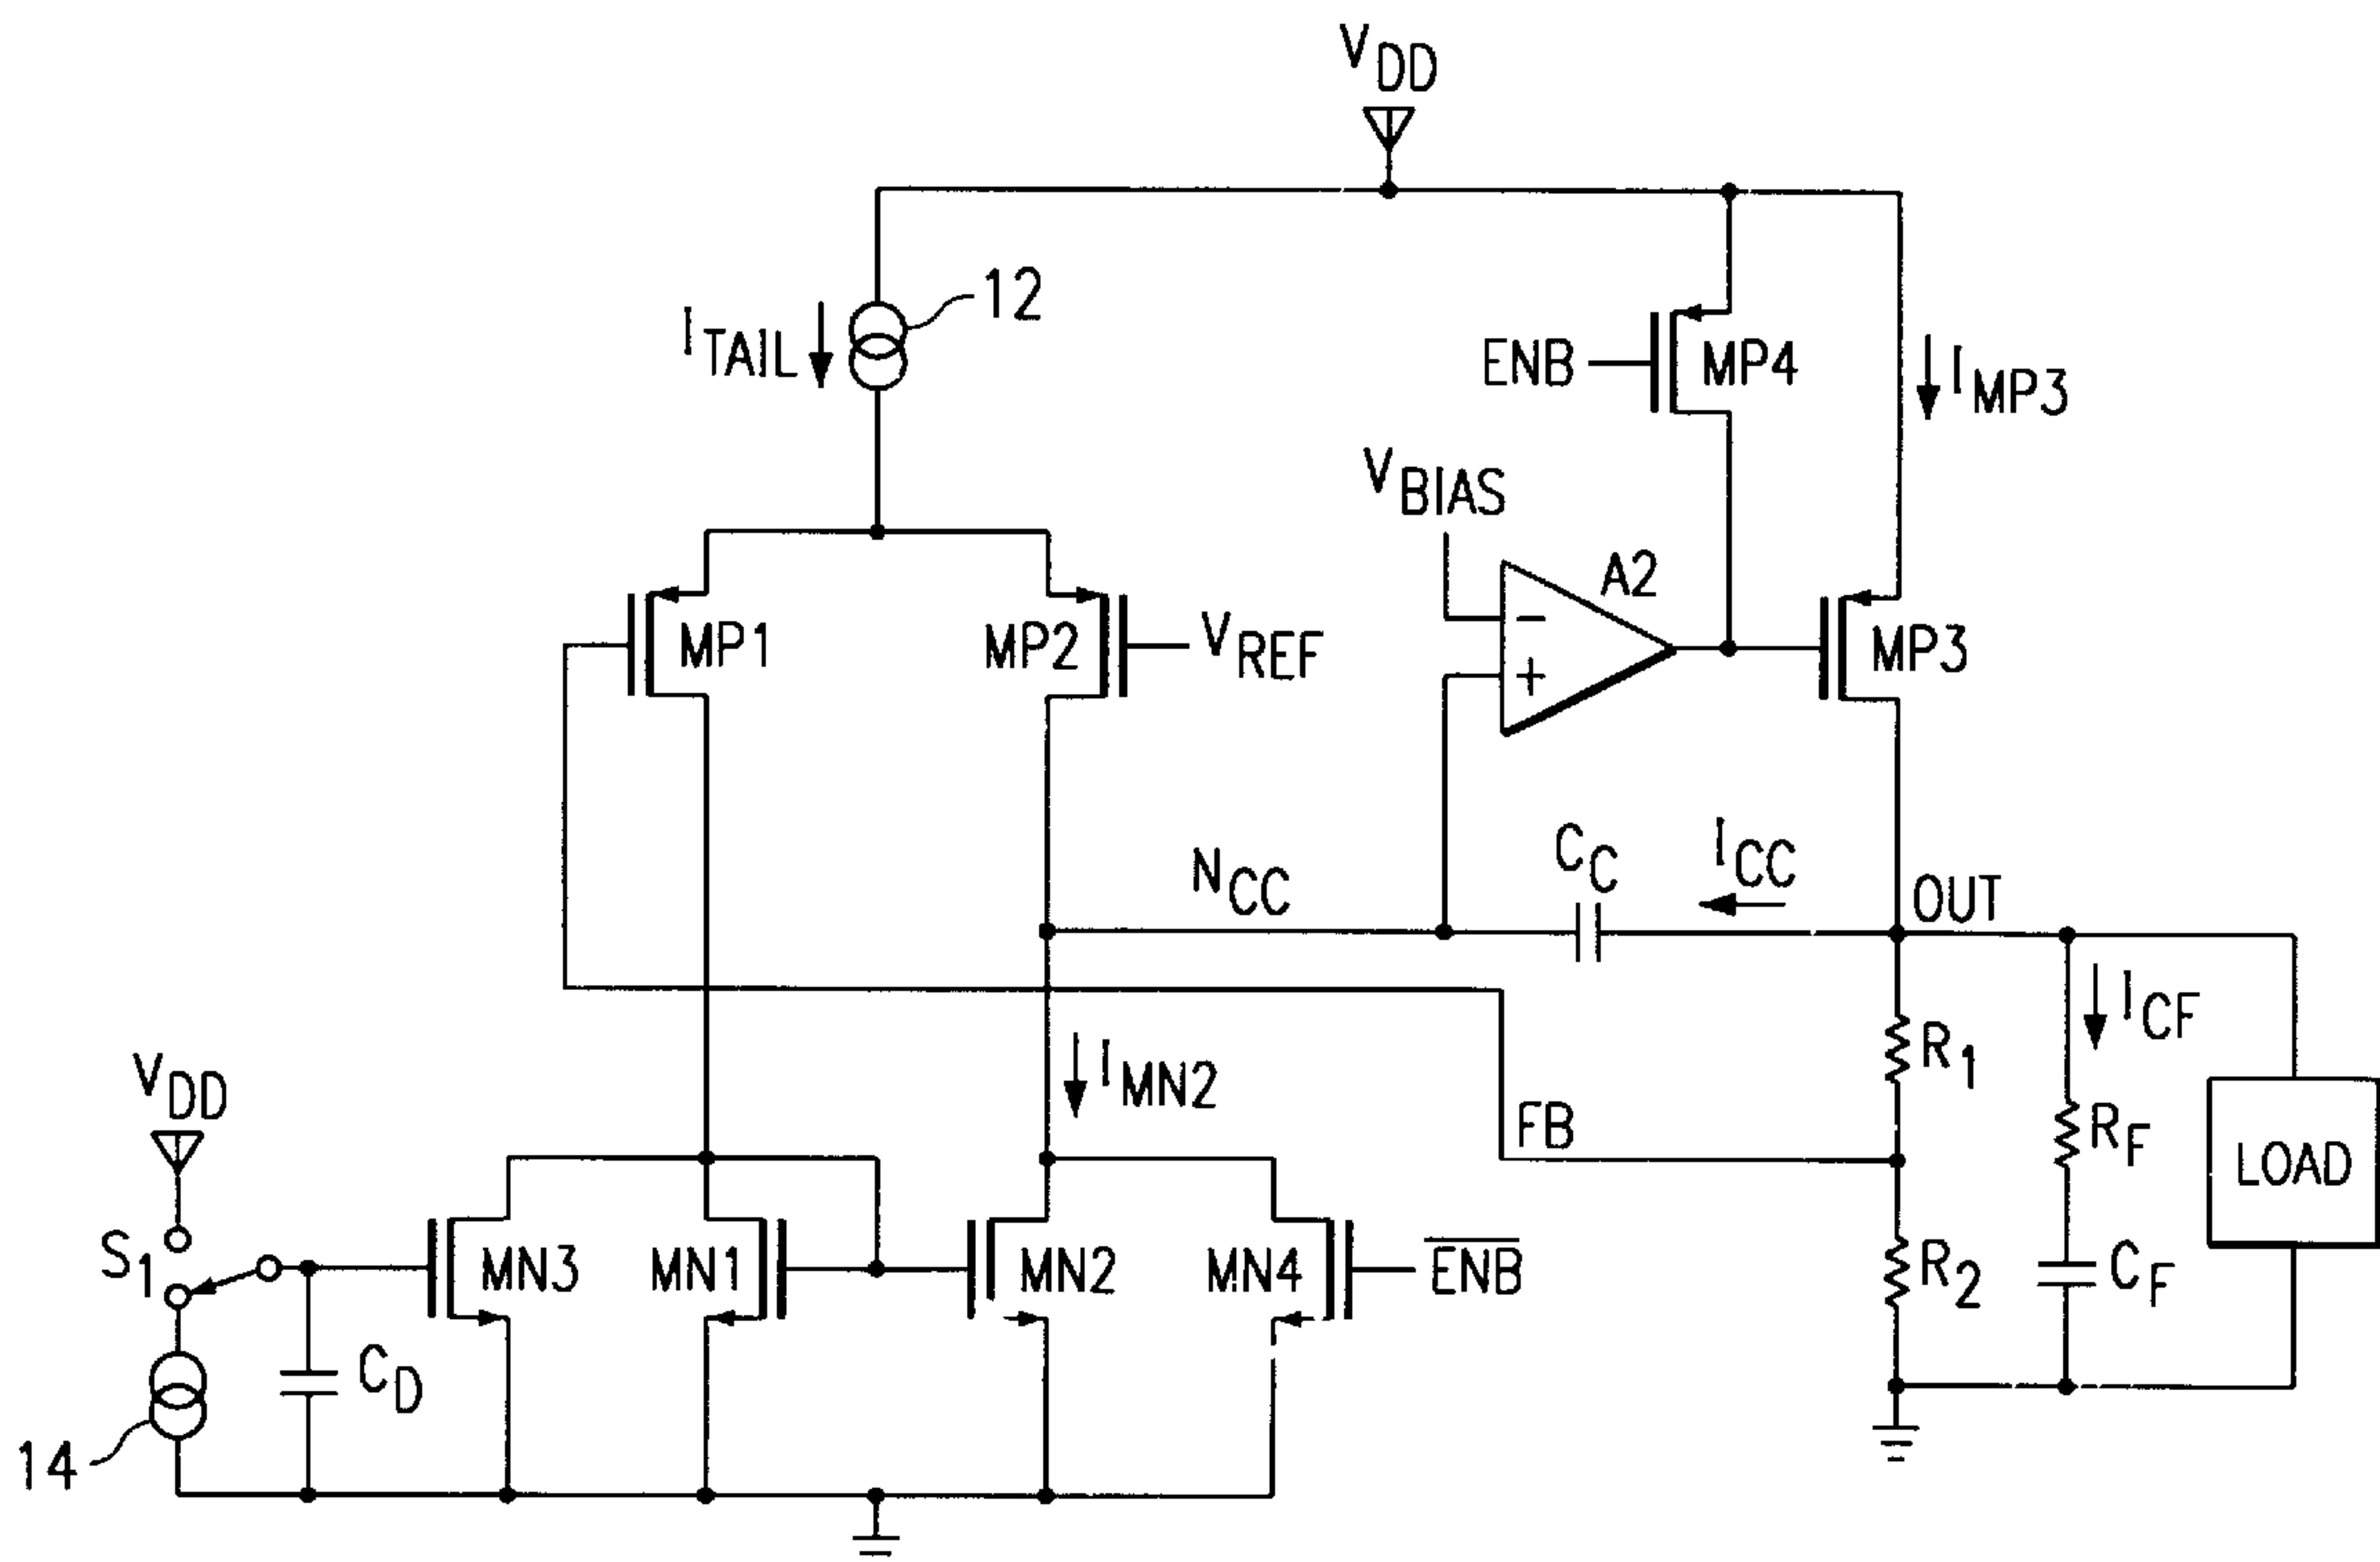 VDD
12
ITAIL
ENB
MP4
IMP3
VBIAS
A2
MP1
MP2
VREF
−
+
MP3
NCC
CC
ICC
OUT
ICF
R1
IMN2
VDD
FB
RF
LOAD
S1
MN3
MN1
MN2
MN4
ENB
R2
CF
CD
14